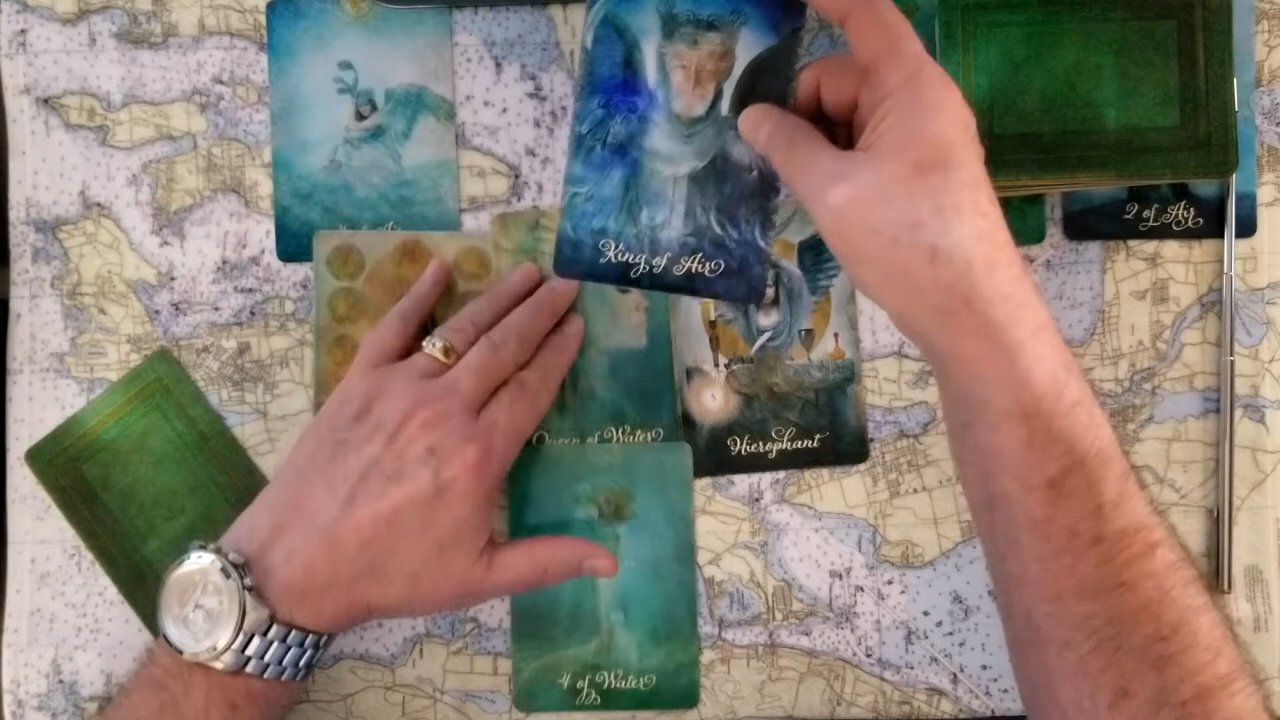 King of Air
2 of Air
Queen of Water
Hierophant
4 of Water